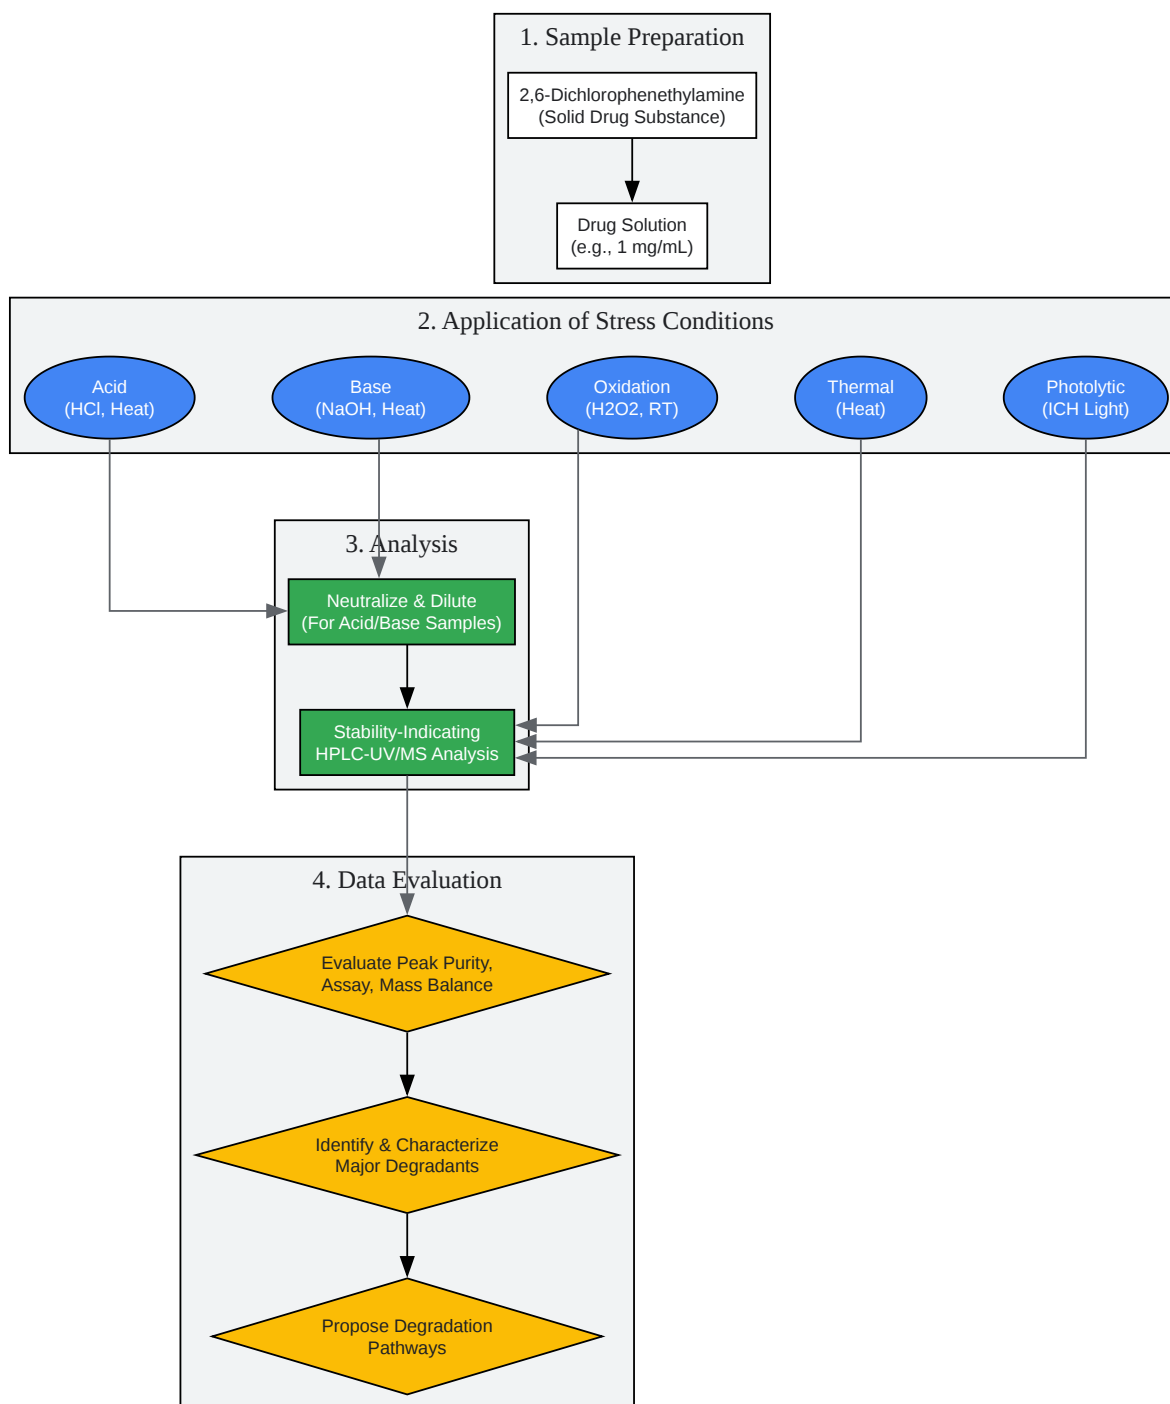 1. Sample Preparation
2,6-Dichlorophenethylamine
(Solid Drug Substance)
Drug Solution
(e.g., 1 mg/mL)
2. Application of Stress Conditions
Acid
(HCl, Heat)
Base
(NaOH, Heat)
Oxidation
(H2O2, RT)
Thermal
(Heat)
Photolytic
(ICH Light)
3. Analysis
Neutralize & Dilute
(For Acid/Base Samples)
Stability-Indicating
HPLC-UV/MS Analysis
4. Data Evaluation
Evaluate Peak Purity,
Assay, Mass Balance
Identify & Characterize
Major Degradants
Propose Degradation
Pathways